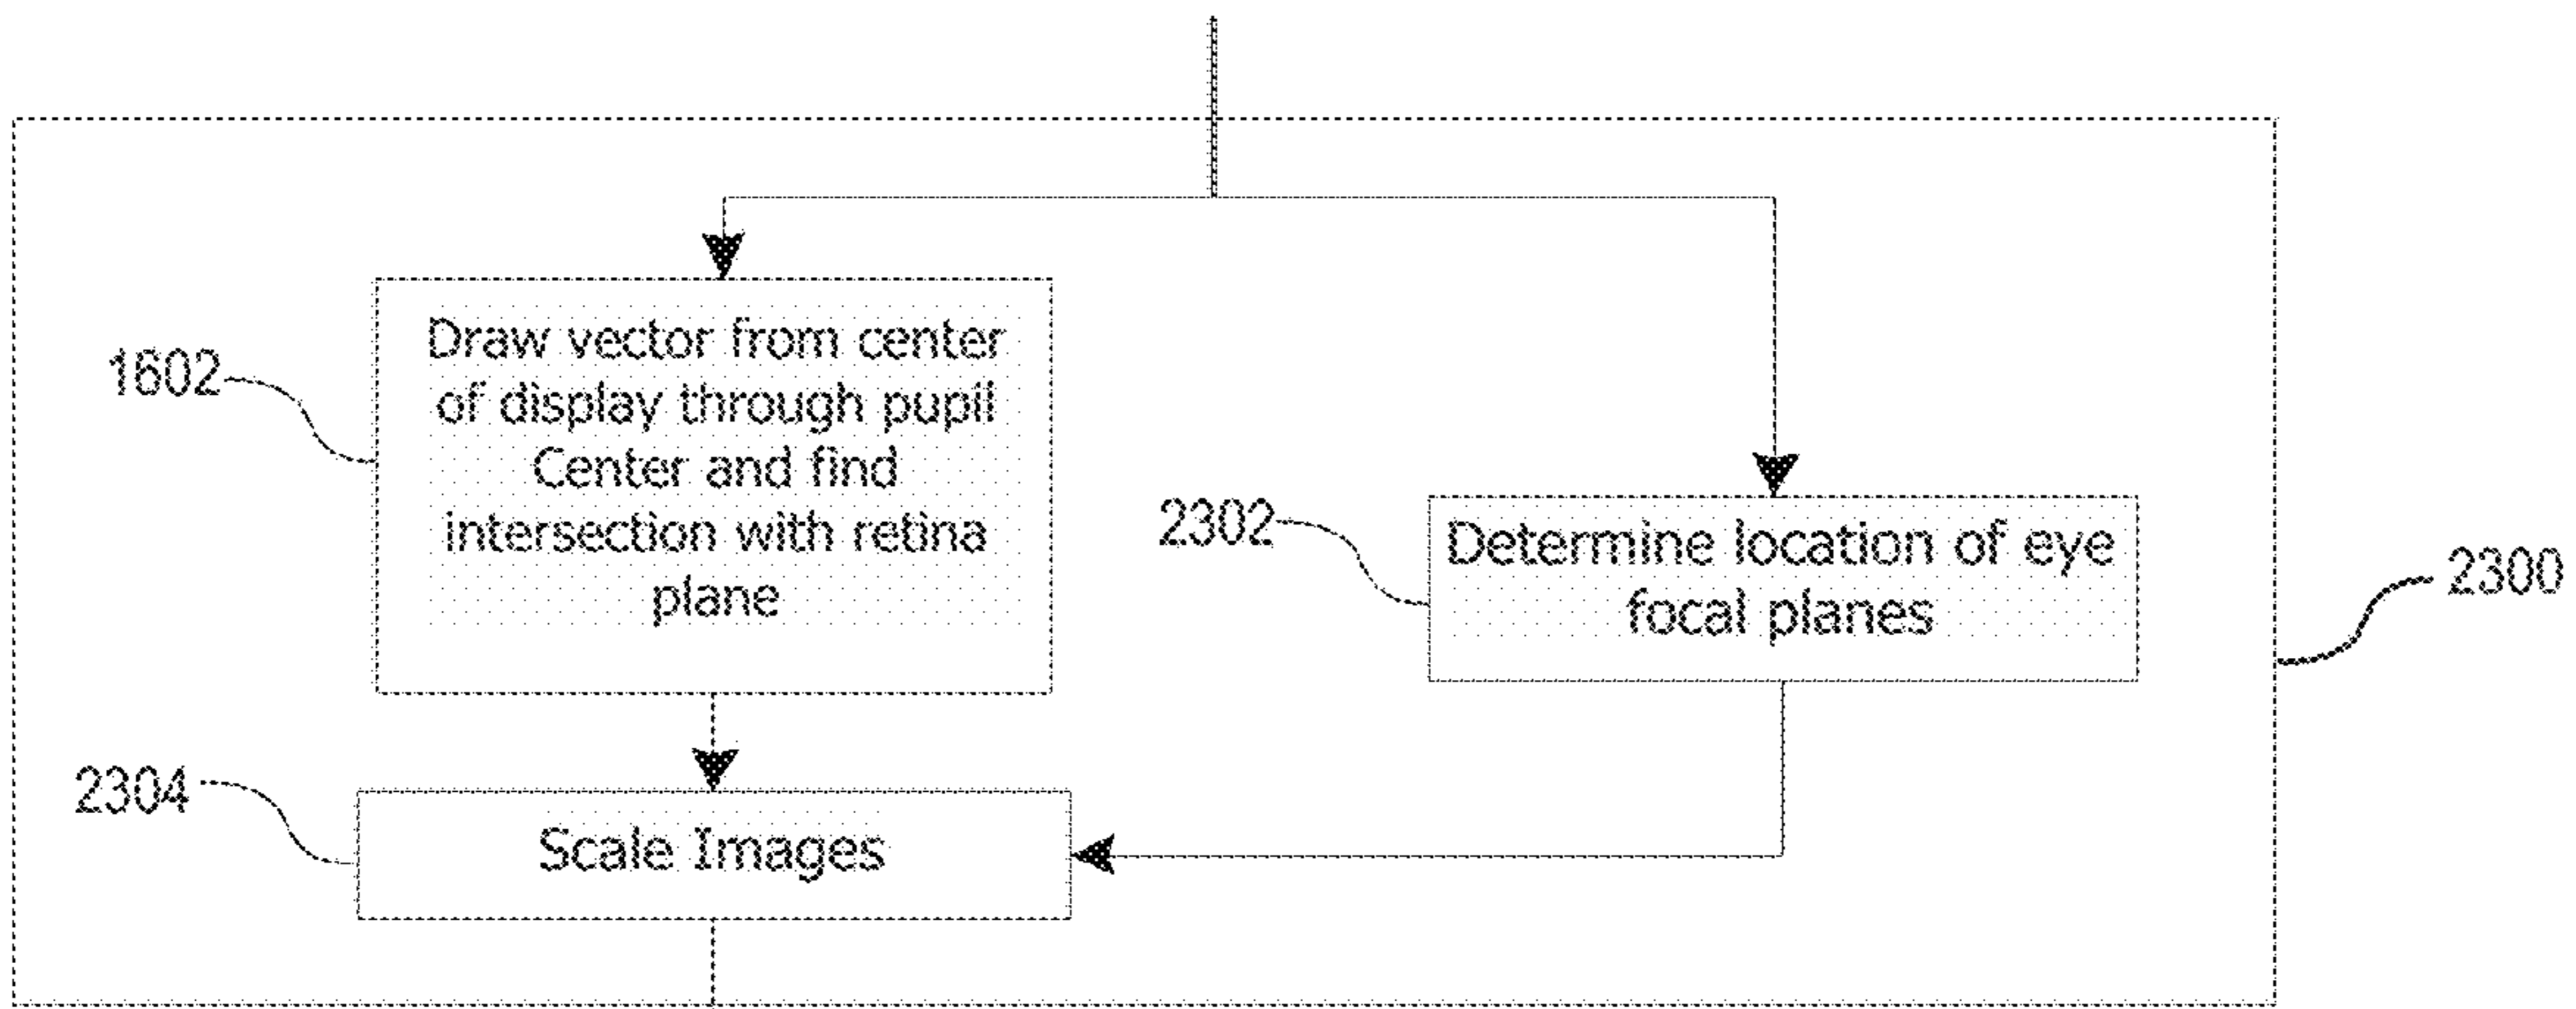 1602
Draw vector from center
of display through pupil
Center and find
intersection with retina
plane
2302
Determine location of eye
focal planes
2300
2304
Scale Images